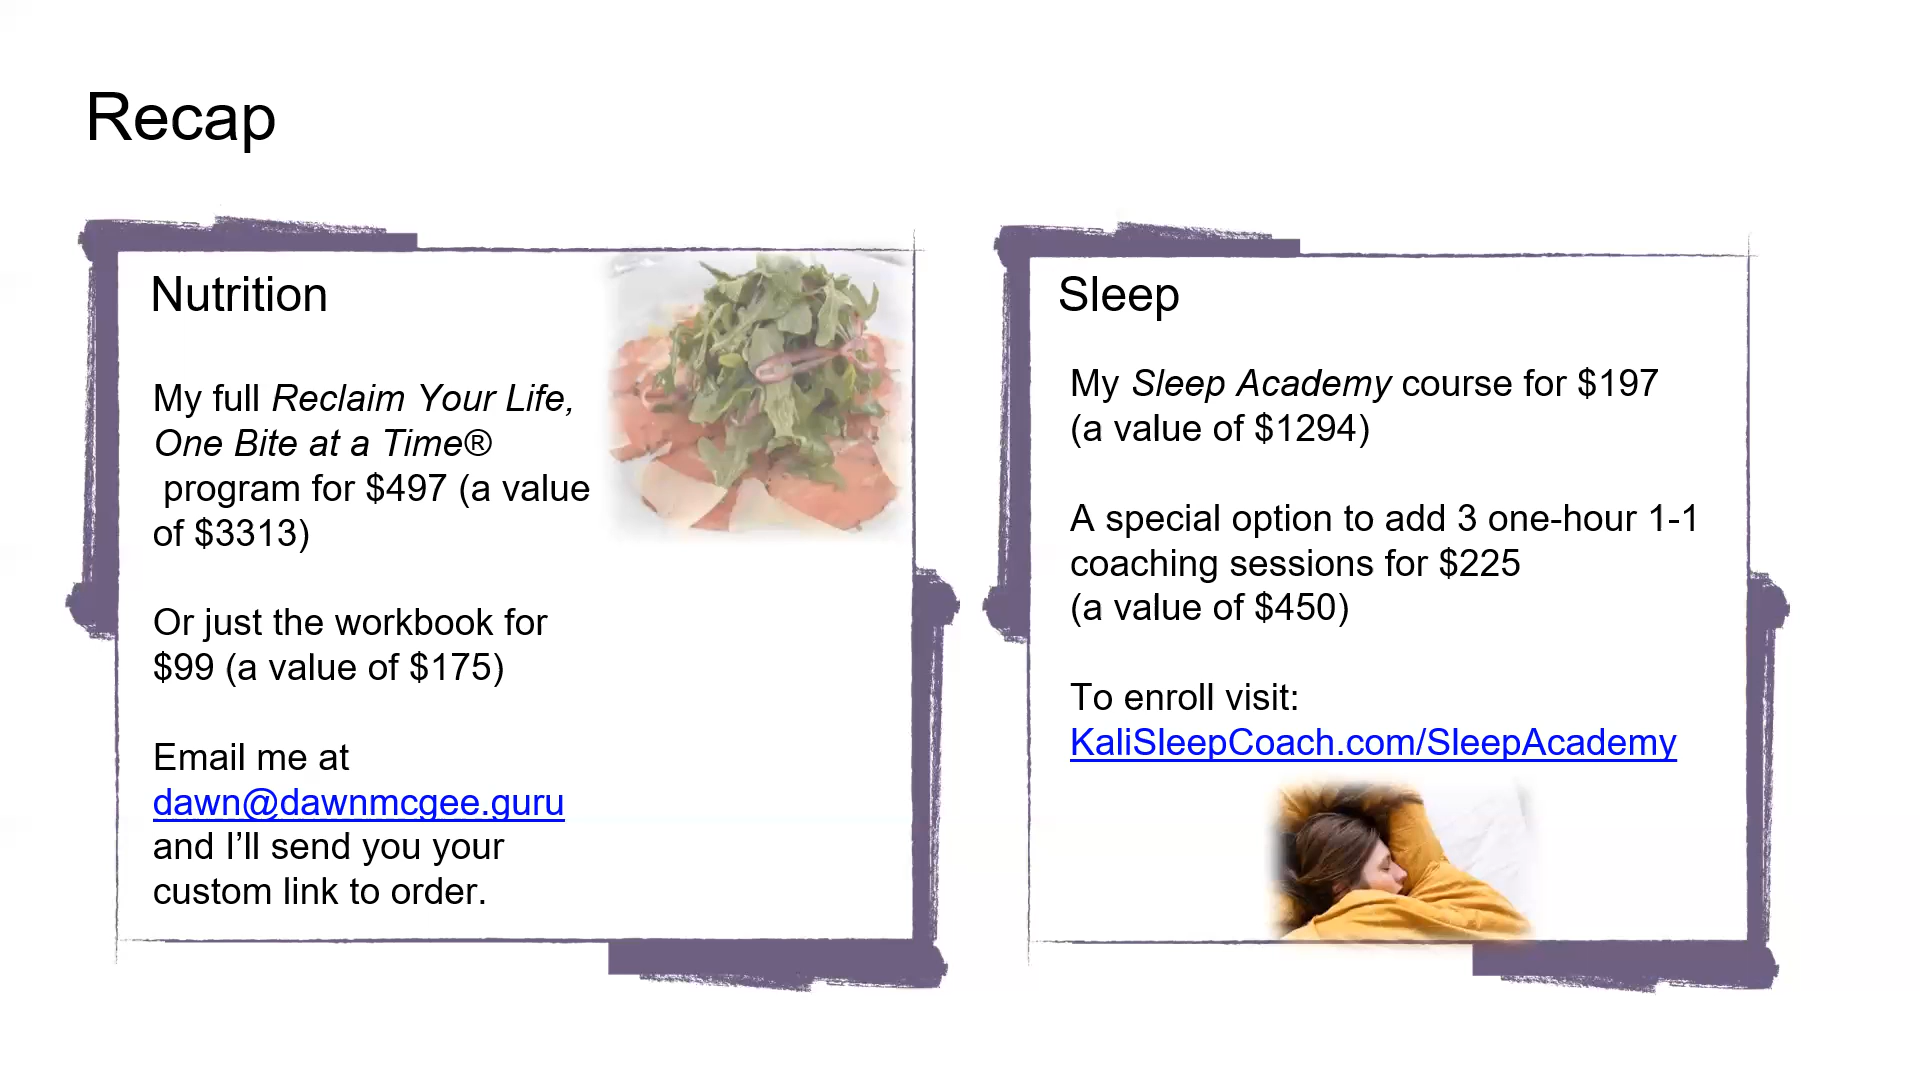 Recap
Nutrition
My full Reclaim Your Life,
One Bite at a Time®
program for $497 (a value
of $3313)
Or just the workbook for
$99 (a value of $175)
Email me at
dawn@dawnmcgee.guru
and I’ll send you your
custom link to order.
Sleep
My Sleep Academy course for $197
(a value of $1294)
A special option to add 3 one-hour 1-1
coaching sessions for $225
(a value of $450)
To enroll visit:
KaliSleepCoach.com/SleepAcademy